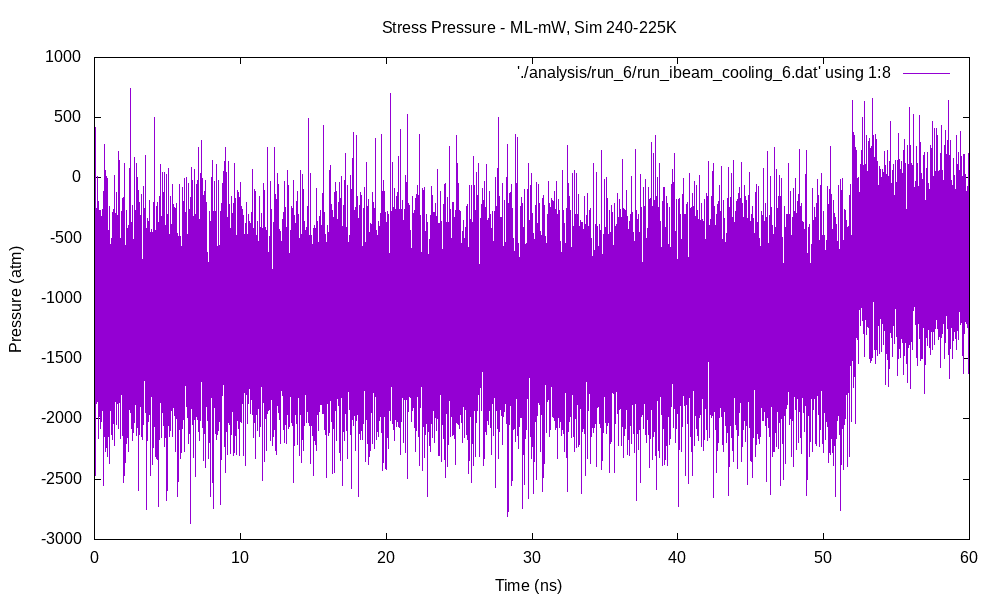 Stress Pressure - ML-mW, Sim 240-225K
'./analysis/run_6/run_ibeam_cooling_6.dat' using 1:8
Pressure (atm)
1000
500
0
-500
-1000
-1500
-2000
-2500
-3000
0 10 20 30 40 50 60
Time (ns)